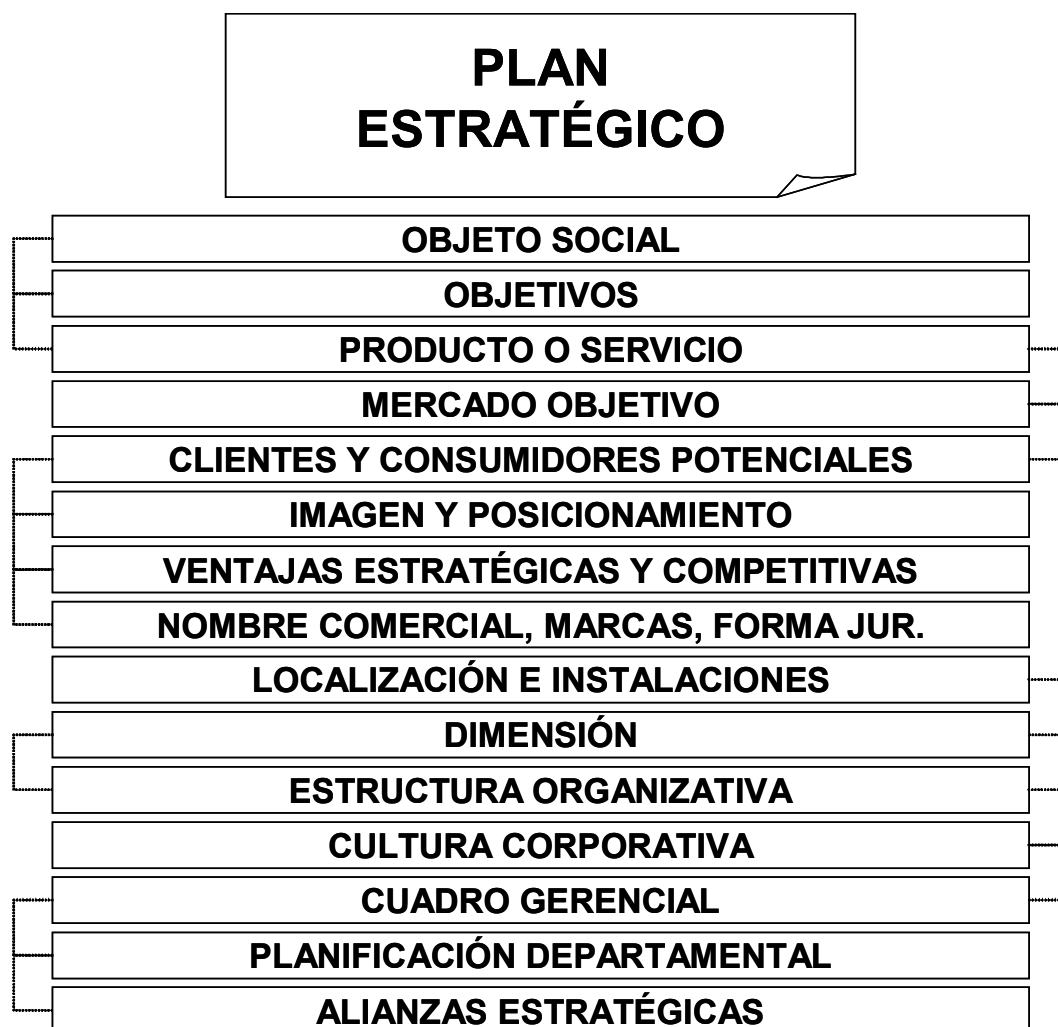 PLAN
ESTRATÉGICO
OBJETO SOCIAL
OBJETIVOS
PRODUCTO O SERVICIO
MERCADO OBJETIVO
CLIENTES Y CONSUMIDORES POTENCIALES
IMAGEN Y POSICIONAMIENTO
VENTAJAS ESTRATÉGICAS Y COMPETITIVAS
NOMBRE COMERCIAL, MARCAS, FORMA JUR.
LOCALIZACIÓN E INSTALACIONES
DIMENSIÓN
ESTRUCTURA ORGANIZATIVA
CULTURA CORPORATIVA
CUADRO GERENCIAL
PLANIFICACIÓN DEPARTAMENTAL
ALIANZAS ESTRATÉGICAS